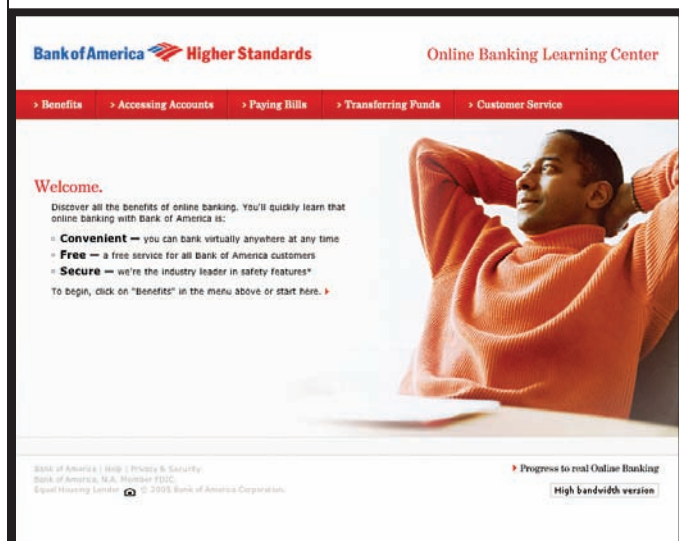 Bank of America Higher Standards
Online Banking Learning Center
> Benefits > Accessing Accounts > Paying Bills > Transferring Funds > Customer Service
Welcome.
Discover all the benefits of online banking. You'll quickly learn that
online banking with Bank of America is:
Convenient — you can bank virtually anywhere at any time
Free — a free service for all Bank of America customers
Secure — we're the industry leader in safety features*
To begin, click on "Benefits" in the menu above or start here.
Bank of America | Help | Privacy & Security
Bank of America, N.A. Member FDIC.
Equal Housing Lender © 2005 Bank of America Corporation.
Progress to real Online Banking
High bandwidth version